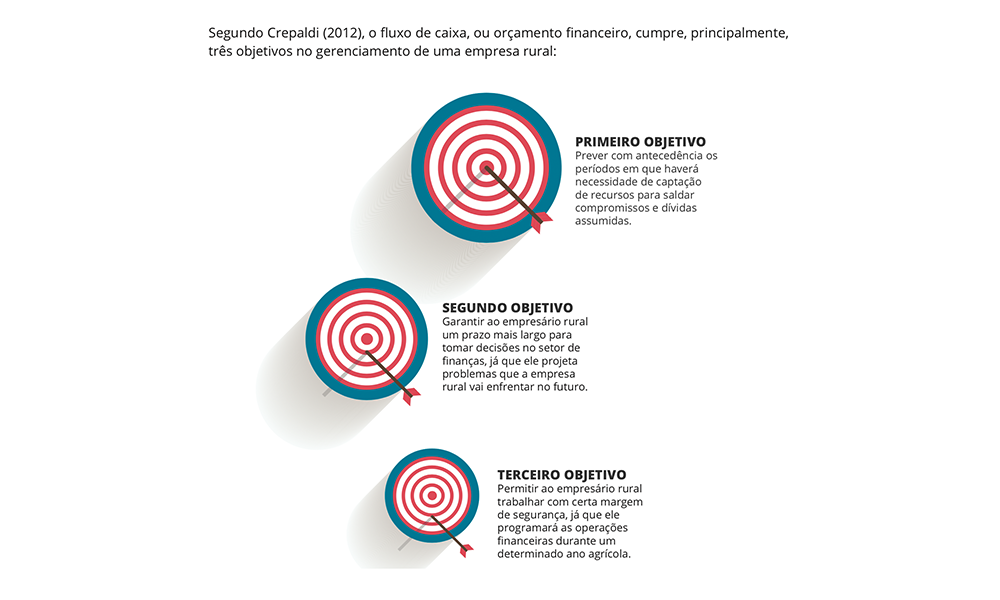 Segundo Crepaldi (2012), o fluxo de caixa, ou orçamento financeiro, cumpre, principalmente,
três objetivos no gerenciamento de uma empresa rural:
PRIMEIRO OBJETIVO
Prever com antecedência os
períodos em que haverá
necessidade de captação
de recursos para saldar
compromissos e dívidas
assumidas.
SEGUNDO OBJETIVO
Garantir ao empresário rural
um prazo mais largo para
tomar decisões no setor de
finanças, já que ele projeta
problemas que a empresa
rural vai enfrentar no futuro.
TERCEIRO OBJETIVO
Permitir ao empresário rural
trabalhar com certa margem
de segurança, já que ele
programará as operações
financeiras durante um
determinado ano agrícola.